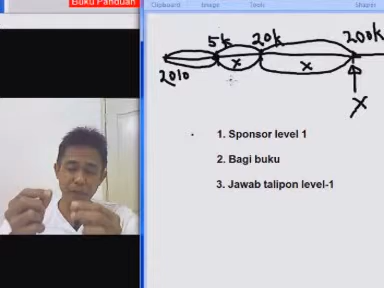 Buku Panduan
Clipboard
Image
Tools
Shapes
5k 20k 200k
x x
2010
X
1. Sponsor level 1
2. Bagi buku
3. Jawab talipon level-1